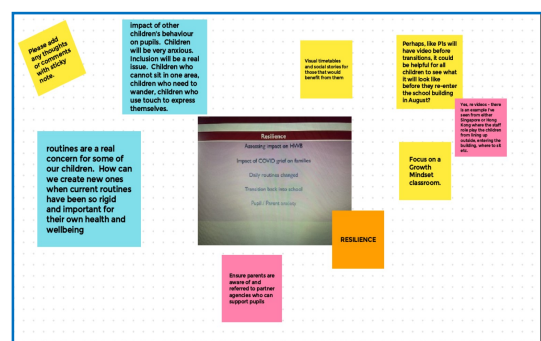 Please add
any thoughts
or comments
with sticky
note.
impact of other
children's behaviour
on pupils. Children
will be very anxious.
Inclusion will be a real
issue. Children who
cannot sit in one area,
children who need to
wander, children who
use touch to express
themselves.
Visual timetables
and social stories for
those that would
benefit from them
Perhaps, like P1s will
have video before
transitions, it could
be helpful for all
children to see what
it will look like
before they re-enter
the school building
in August?
Yes, re videos - there
is an example I've
seen from either
Singapore or Hong
Kong where the staff
role play the children
from lining up
outside, entering the
building, where to sit
etc.
routines are a real
concern for some of
our children. How can
we create new ones
when current routines
have been so rigid
and important for
their own health and
wellbeing
Resilience
Assessing impact on HWB
Impact of COVID grief on families
Daily routines changed
Transition back into school
Pupil / Parent anxiety
Focus on a
Growth
Mindset
classroom.
RESILIENCE
Ensure parents are
aware of and
referred to partner
agencies who can
support pupils